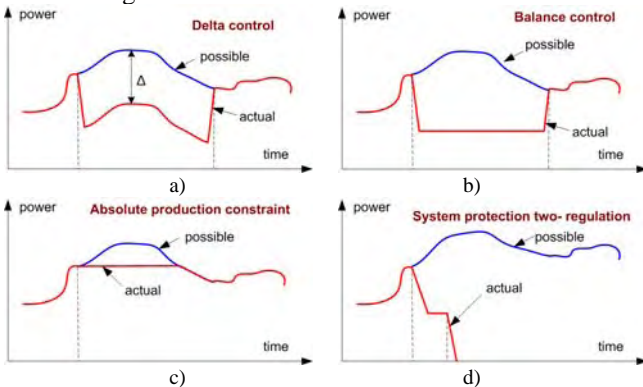 power
Delta control
possible
Δ
actual
time
a)
power
Balance control
possible
actual
time
b)
power
Absolute production constraint
possible
actual
time
c)
power
System protection two- regulation
possible
actual
time
d)